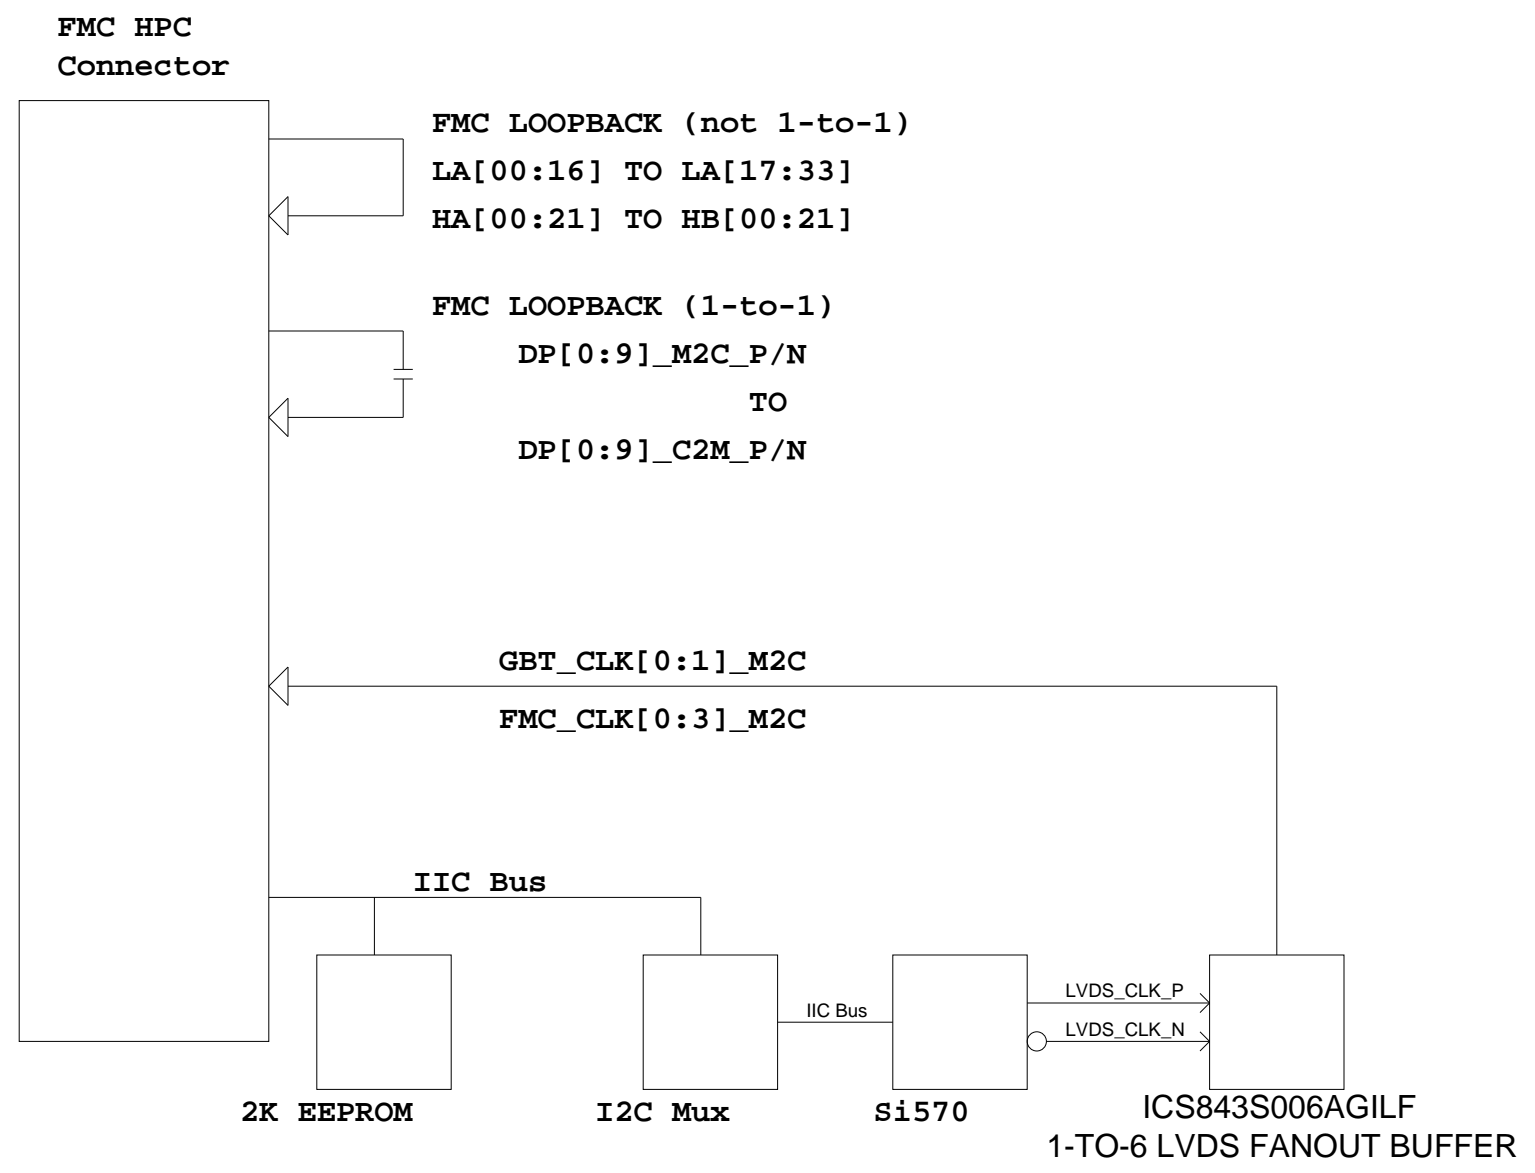 FMC HPC
Connector
FMC LOOPBACK (not 1-to-1)
LA[00:16] TO LA[17:33]
HA[00:21] TO HB[00:21]
FMC LOOPBACK (1-to-1)
DP[0:9]_M2C_P/N
TO
DP[0:9]_C2M_P/N
GBT_CLK[0:1]_M2C
FMC_CLK[0:3]_M2C
IIC Bus
IIC Bus
LVDS_CLK_P
LVDS_CLK_N
2K EEPROM
I2C Mux
Si570
ICS843S006AGILF
1-TO-6 LVDS FANOUT BUFFER